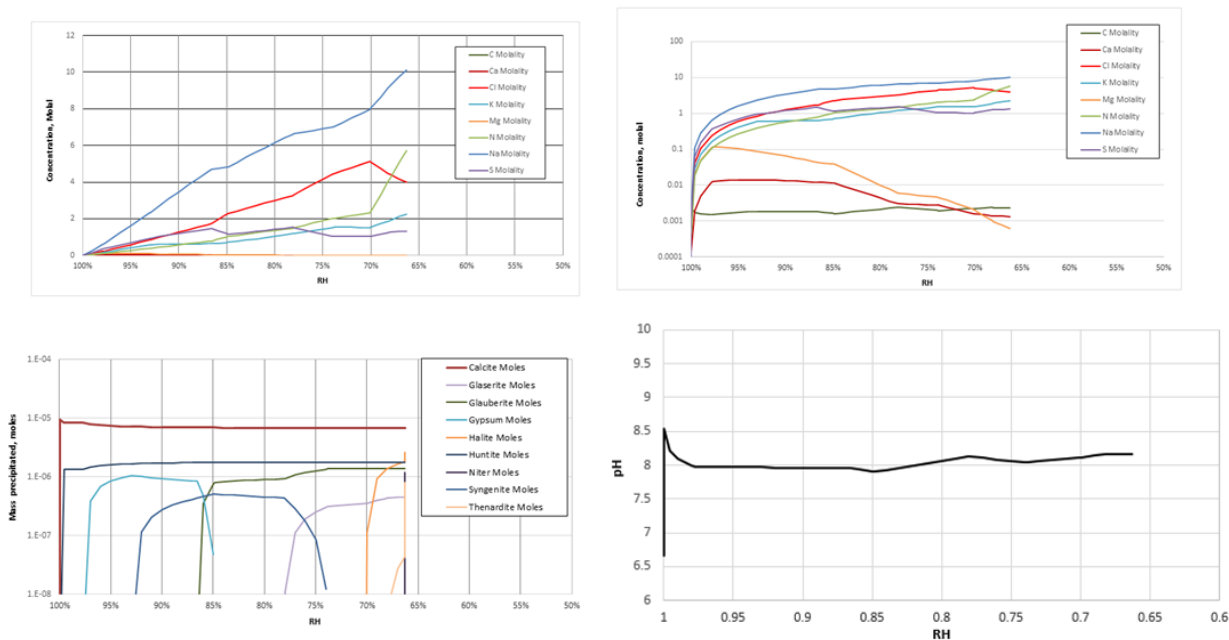 12
10
8
6
4
2
0
Concentration, Molal
100% 95% 90% 85% 80% 75% 70% 65% 60% 55% 50%
RH
C Molality
Ca Molality
Cl Molality
K Molality
Mg Molality
N Molality
Na Molality
S Molality
100
10
1
0.1
0.01
0.001
0.0001
Concentration, molal
100% 95% 90% 85% 80% 75% 70% 65% 60% 55% 50%
RH
C Molality
Ca Molality
Cl Molality
K Molality
Mg Molality
N Molality
Na Molality
S Molality
1.E-04
1.E-05
1.E-06
1.E-07
1.E-08
Mass precipitated, moles
100% 95% 90% 85% 80% 75% 70% 65% 60% 55% 50%
RH
Calcite Moles
Glaserite Moles
Glauberite Moles
Gypsum Moles
Halite Moles
Huntite Moles
Niter Moles
Syngenite Moles
Thenardite Moles
10
9.5
9
8.5
8
7.5
7
6.5
6
pH
1 0.95 0.9 0.85 0.8 0.75 0.7 0.65 0.6
RH